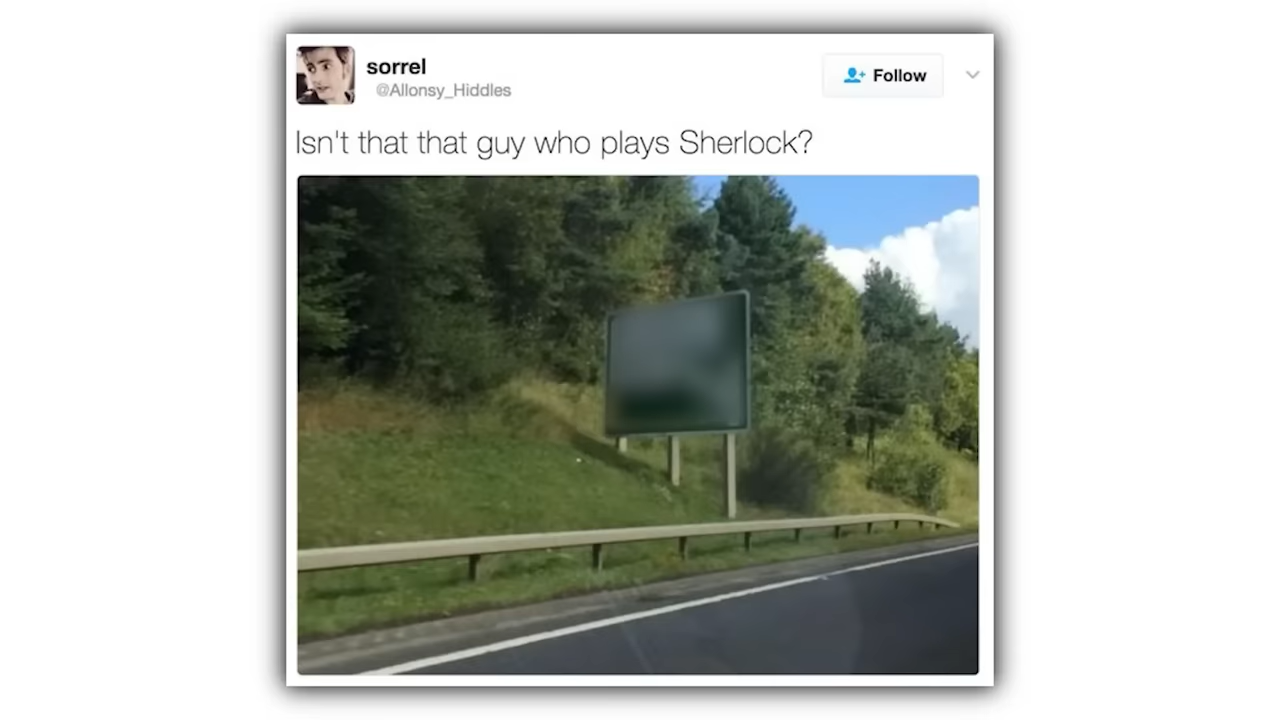 sorrel
@Allonsy_Hiddles
Follow
Isn't that that guy who plays Sherlock?